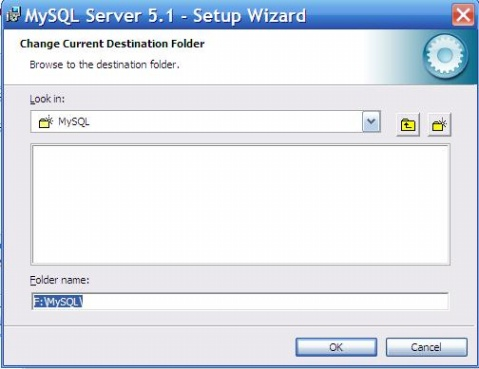 MySQL Server 5.1 - Setup Wizard
Change Current Destination Folder
Browse to the destination folder.
Look in:
MySQL
Folder name:
F:\MySQL\
OK
Cancel